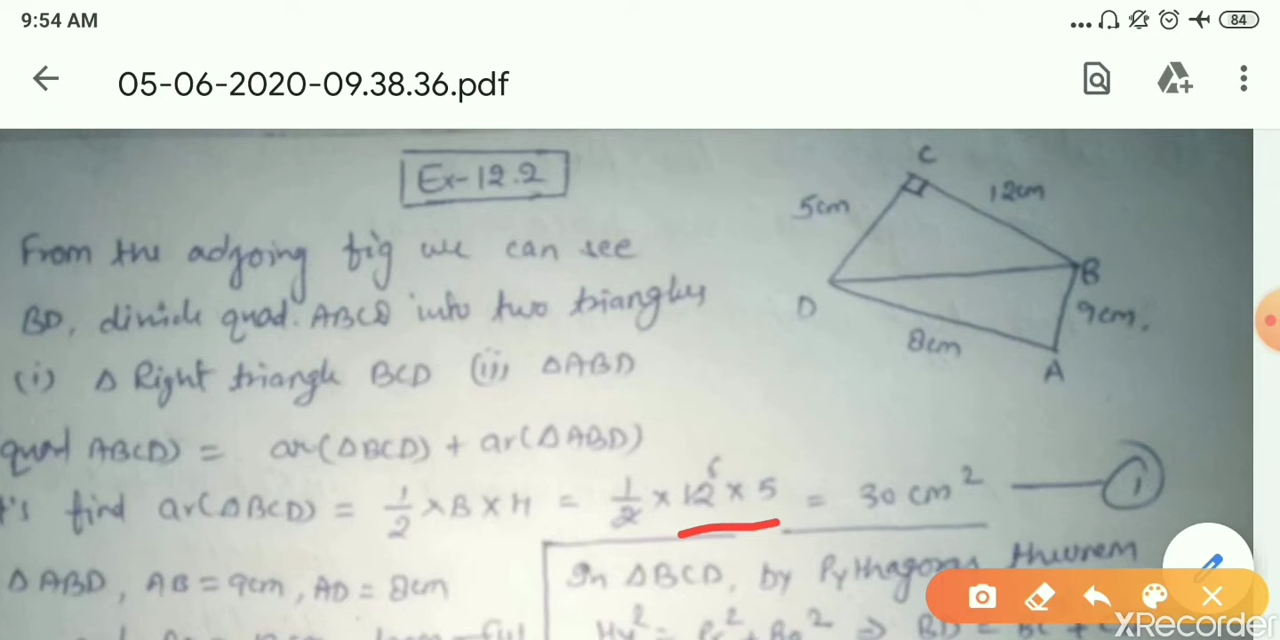 9:54 AM
84
05-06-2020-09.38.36.pdf
Ex-12.2
C
5cm
12cm
From the adjoing fig we can see
B
D
BD, divide quad. ABCD into two triangles
9cm.
8cm
(i) Δ Right triangle BCD (ii) ΔABD
A
quad ABCD) = ar(ΔBCD) + ar(ΔABD)
6
find ar(ΔBCD) = 1/2 × B × H = 1/2 × 12 × 5 = 30 cm² — 1
Δ ABD, AB = 9cm, AD = 8cm
In ΔBCD, by Pythagoras theorem
XRecorder